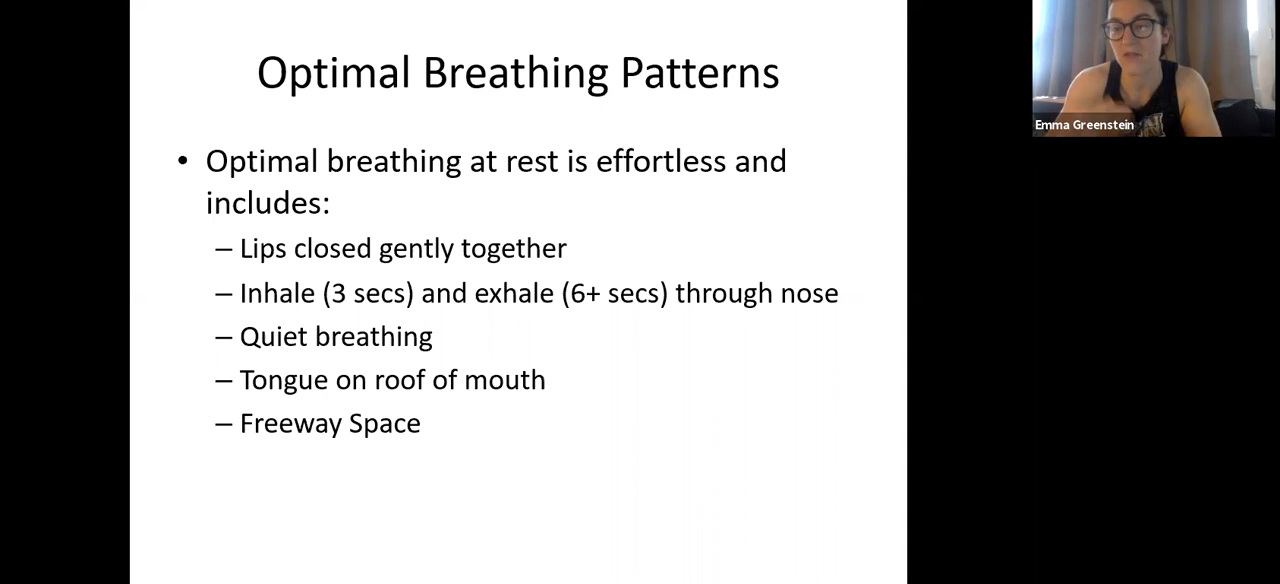 Optimal Breathing Patterns
• Optimal breathing at rest is effortless and
includes:
– Lips closed gently together
– Inhale (3 secs) and exhale (6+ secs) through nose
– Quiet breathing
– Tongue on roof of mouth
– Freeway Space
Emma Greenstein